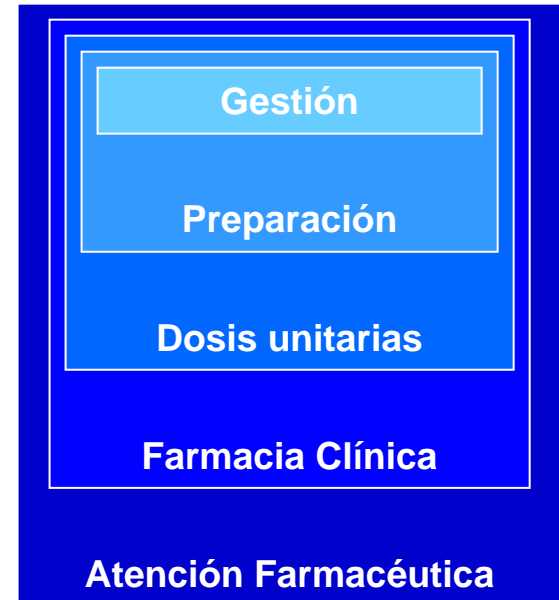 Gestión
Preparación
Dosis unitarias
Farmacia Clínica
Atención Farmacéutica